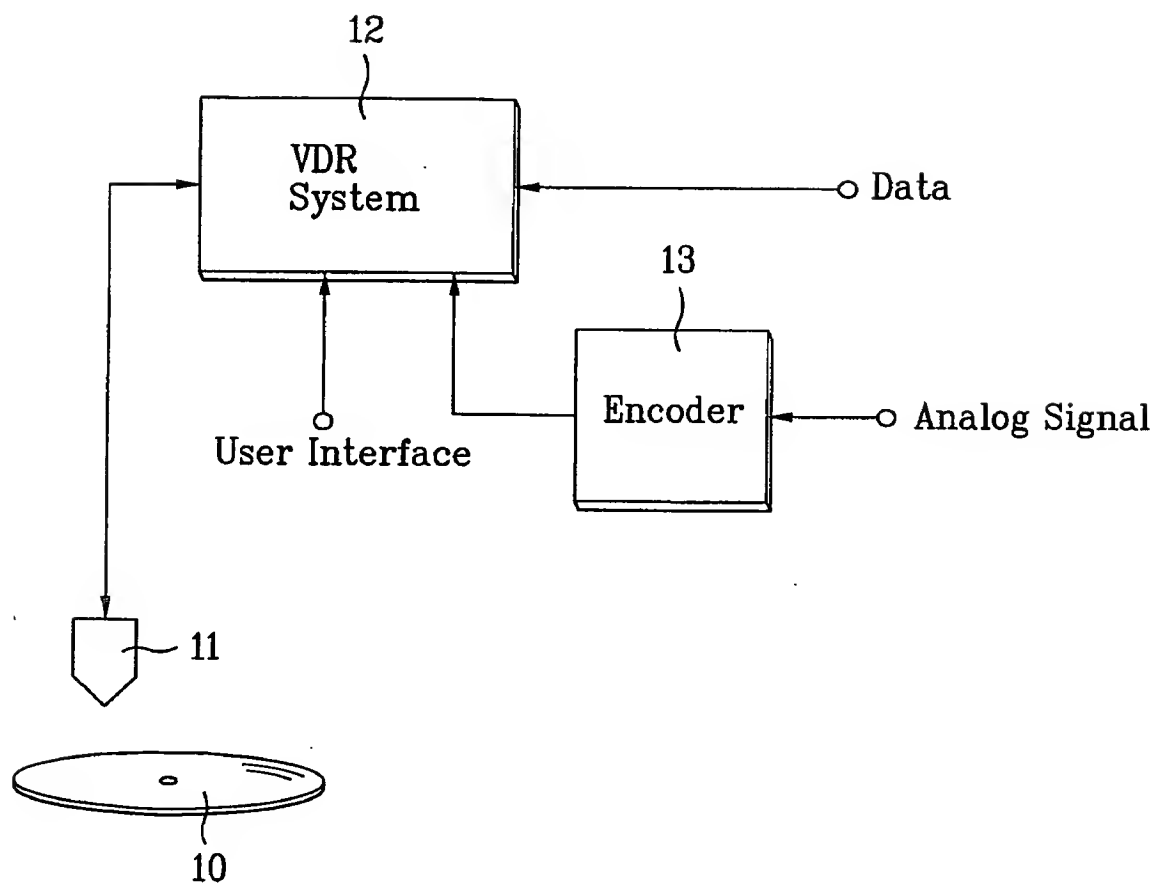 12
VDR
System
Data
13
Encoder
Analog Signal
User Interface
11
10